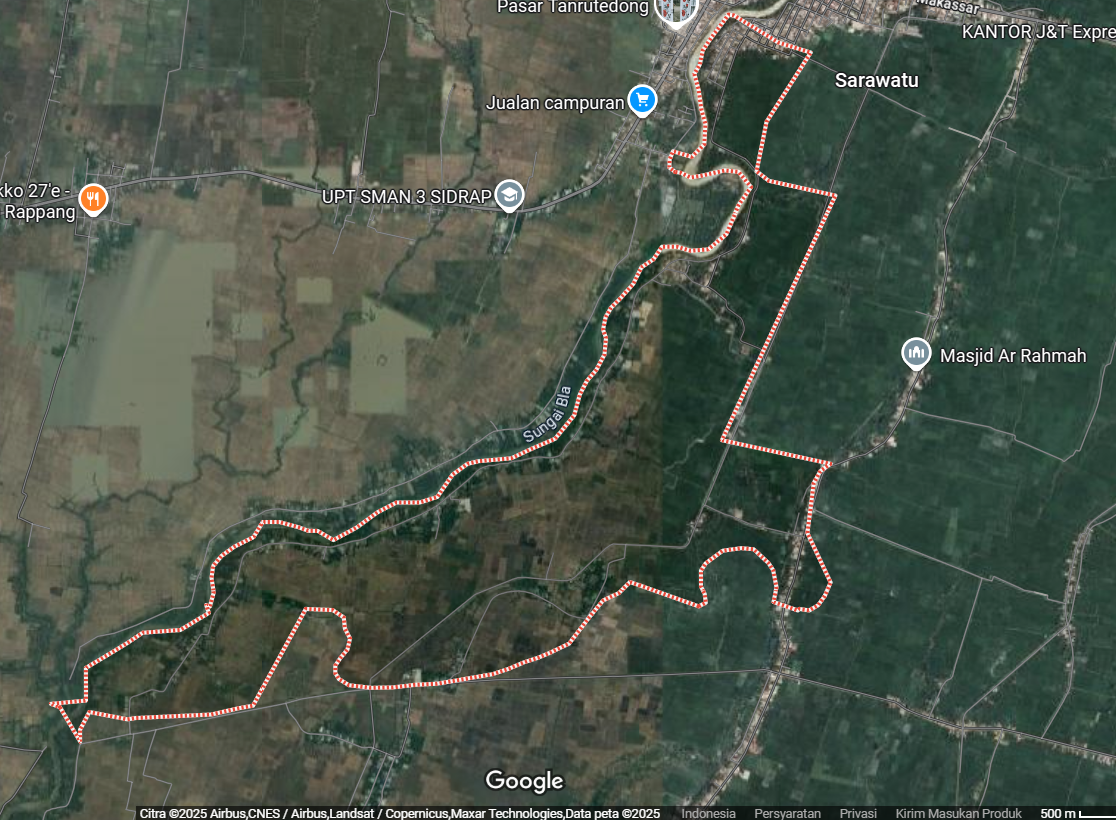 Pasar Tanrutedong
Makassar
KANTOR J&T Expre
Sarawatu
Jualan campuran
kko 27'e -
Rappang
UPT SMAN 3 SIDRAP
Masjid Ar Rahmah
Sungai Bla
Google
Citra ©2025 Airbus,CNES / Airbus,Landsat / Copernicus,Maxar Technologies,Data peta ©2025 Indonesia Persyaratan Privasi Kirim Masukan Produk 500 m